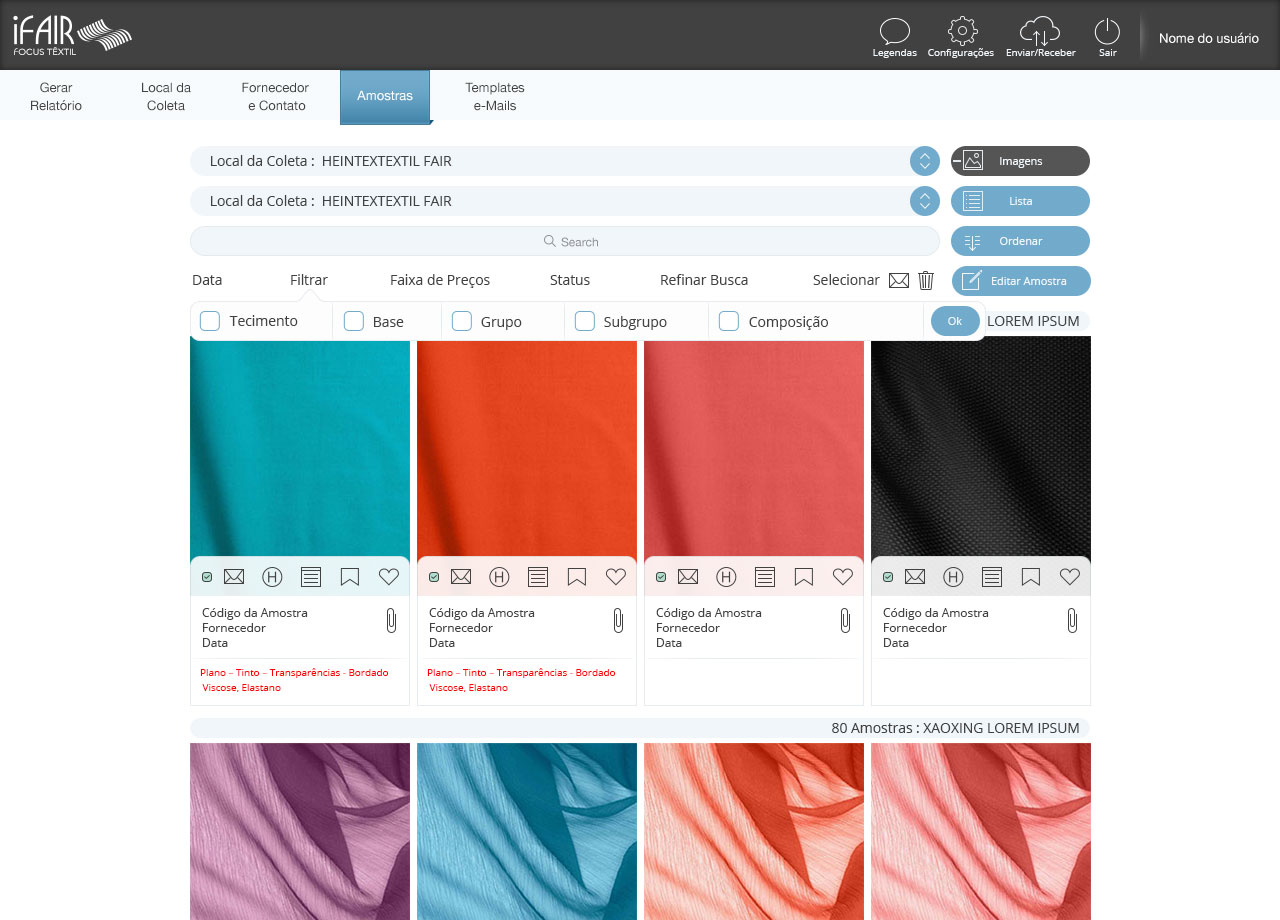 iFAIR
FOCUS TÊXTIL
Legendas
Configurações
Enviar/Receber
Sair
Nome do usuário
Gerar
Relatório
Local da
Coleta
Fornecedor
e Contato
Amostras
Templates
e-Mails
Local da Coleta : HEINTEXTEXTIL FAIR
Imagens
Local da Coleta : HEINTEXTEXTIL FAIR
Lista
Search
Ordenar
Data
Filtrar
Faixa de Preços
Status
Refinar Busca
Selecionar
Editar Amostra
Tecimento
Base
Grupo
Subgrupo
Composição
Ok
LOREM IPSUM
H
H
H
H
Código da Amostra
Fornecedor
Data
Plano – Tinto – Transparências - Bordado
Viscose, Elastano
Código da Amostra
Fornecedor
Data
Plano – Tinto – Transparências - Bordado
Viscose, Elastano
Código da Amostra
Fornecedor
Data
Código da Amostra
Fornecedor
Data
80 Amostras : XAOXING LOREM IPSUM